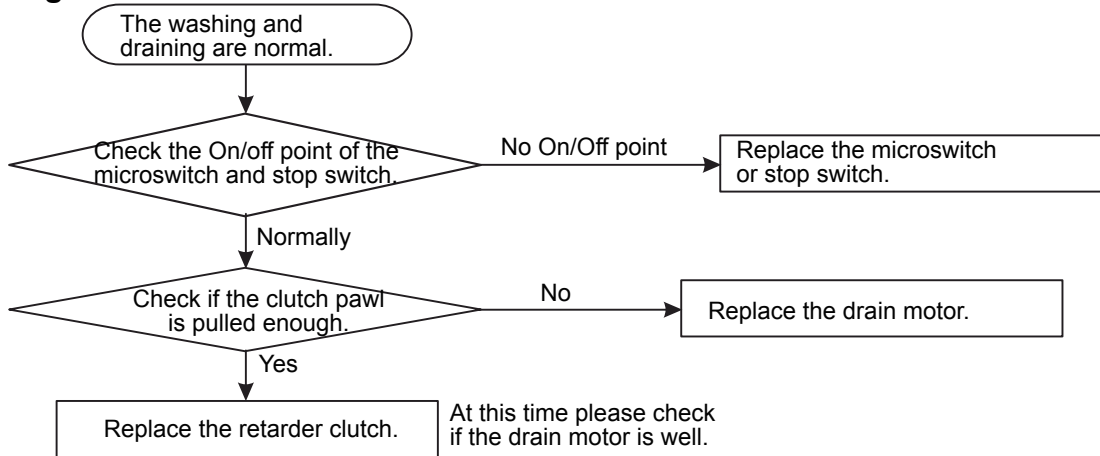 The washing and
draining are normal.
Check the On/off point of the
microswitch and stop switch.
No On/Off point
Replace the microswitch
or stop switch.
Normally
Check if the clutch pawl
is pulled enough.
No
Replace the drain motor.
Yes
Replace the retarder clutch.
At this time please check
if the drain motor is well.